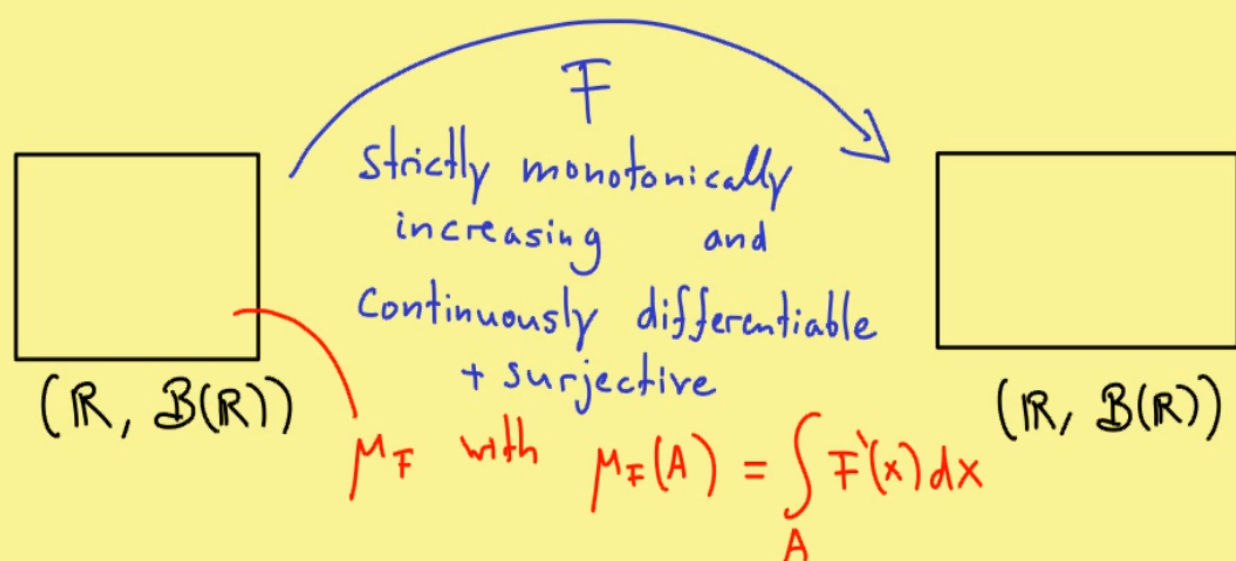 F
strictly monotonically
increasing and
continuously differentiable
+ surjective
(ℝ, 𝓑(ℝ))
(ℝ, 𝓑(ℝ))
μ_F with μ_F(A) = ∫_A F'(x) dx